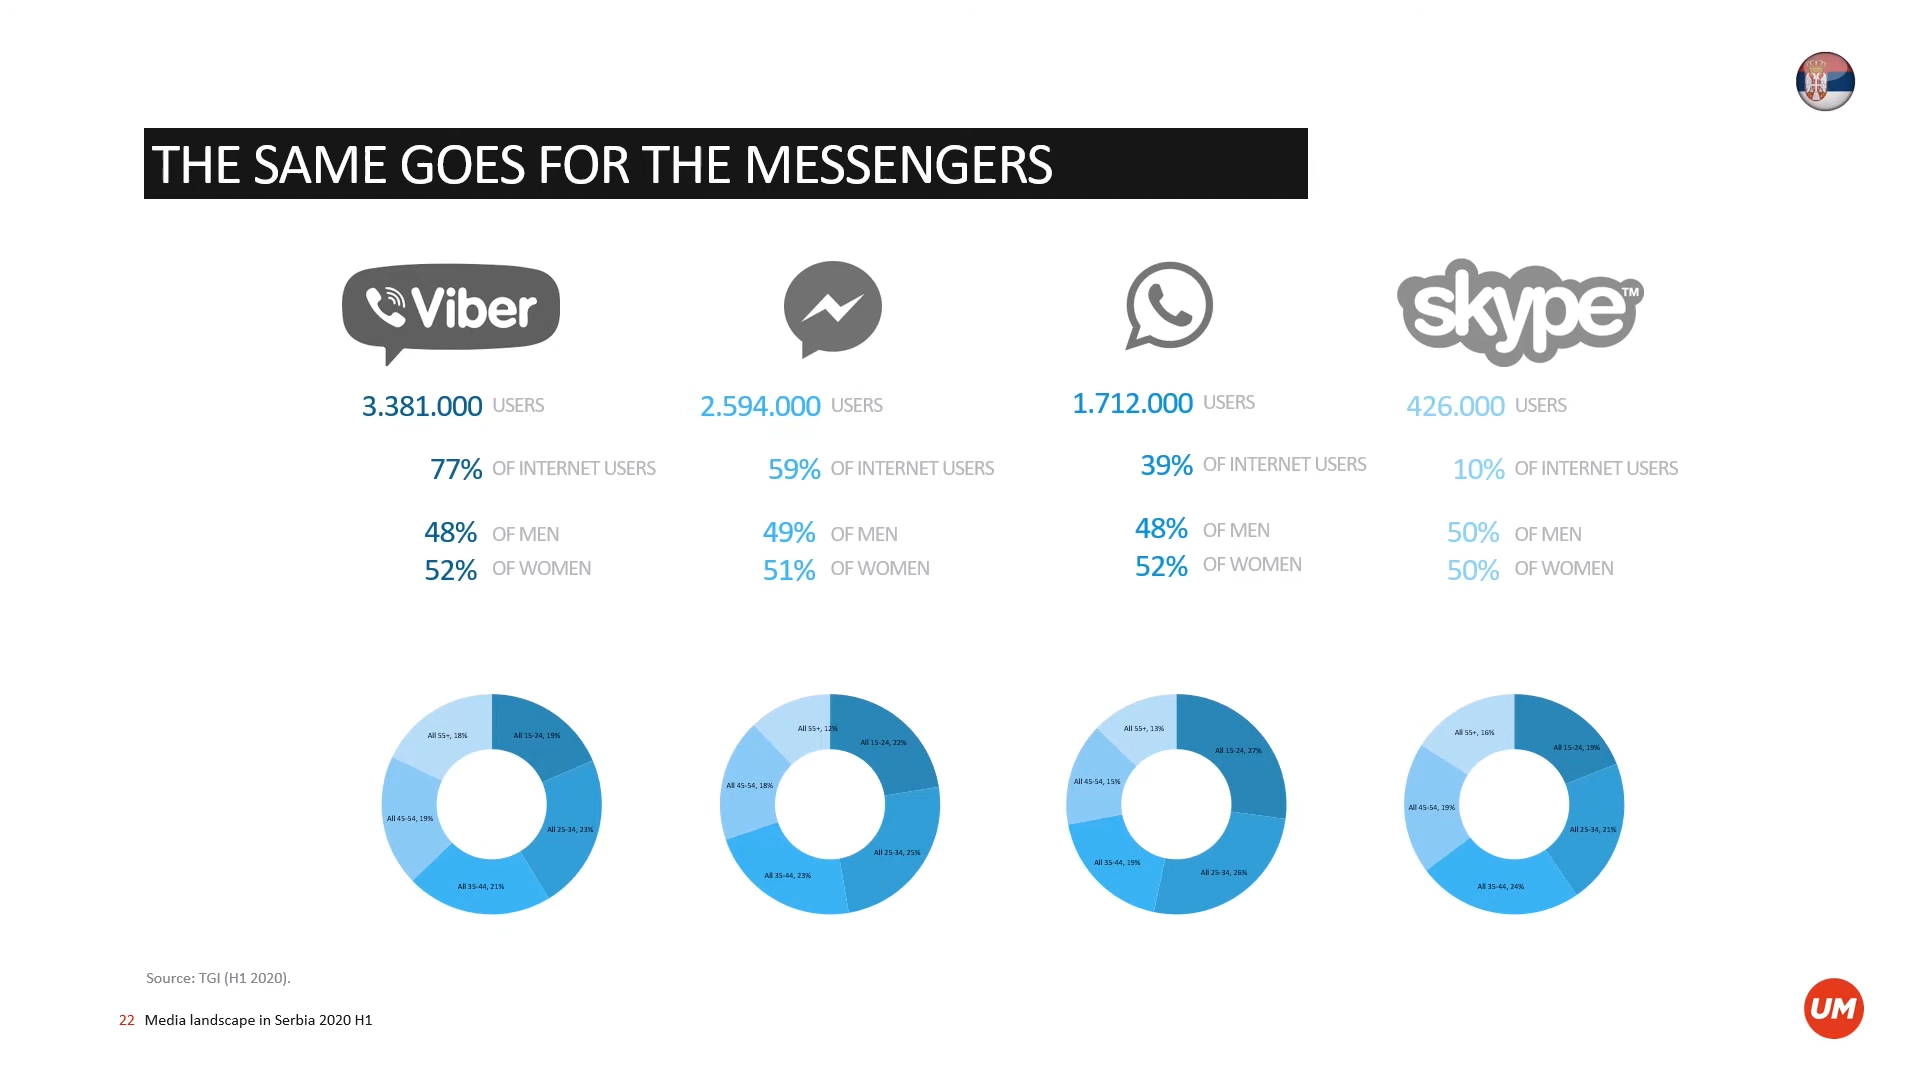 THE SAME GOES FOR THE MESSENGERS
Viber
skype™
3.381.000 USERS
77% OF INTERNET USERS
48% OF MEN
52% OF WOMEN
2.594.000 USERS
59% OF INTERNET USERS
49% OF MEN
51% OF WOMEN
1.712.000 USERS
39% OF INTERNET USERS
48% OF MEN
52% OF WOMEN
426.000 USERS
10% OF INTERNET USERS
50% OF MEN
50% OF WOMEN
All 15-24, 19%
All 25-34, 23%
All 35-44, 21%
All 45-54, 19%
All 55+, 18%
All 15-24, 22%
All 25-34, 25%
All 35-44, 23%
All 45-54, 18%
All 55+, 12%
All 15-24, 27%
All 25-34, 26%
All 35-44, 19%
All 45-54, 15%
All 55+, 13%
All 15-24, 19%
All 25-34, 21%
All 35-44, 24%
All 45-54, 19%
All 55+, 16%
Source: TGI (H1 2020).
22 Media landscape in Serbia 2020 H1
UM